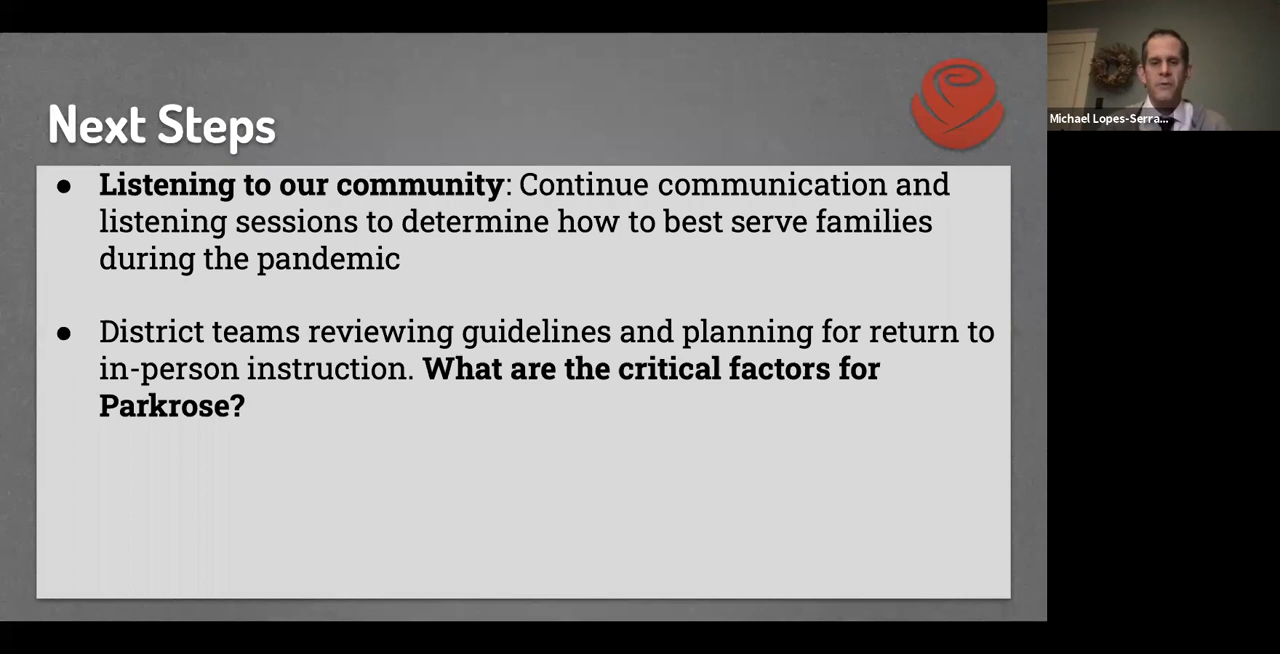 Next Steps
● Listening to our community: Continue communication and
listening sessions to determine how to best serve families
during the pandemic
● District teams reviewing guidelines and planning for return to
in-person instruction. What are the critical factors for
Parkrose?
Michael Lopes-Serra...